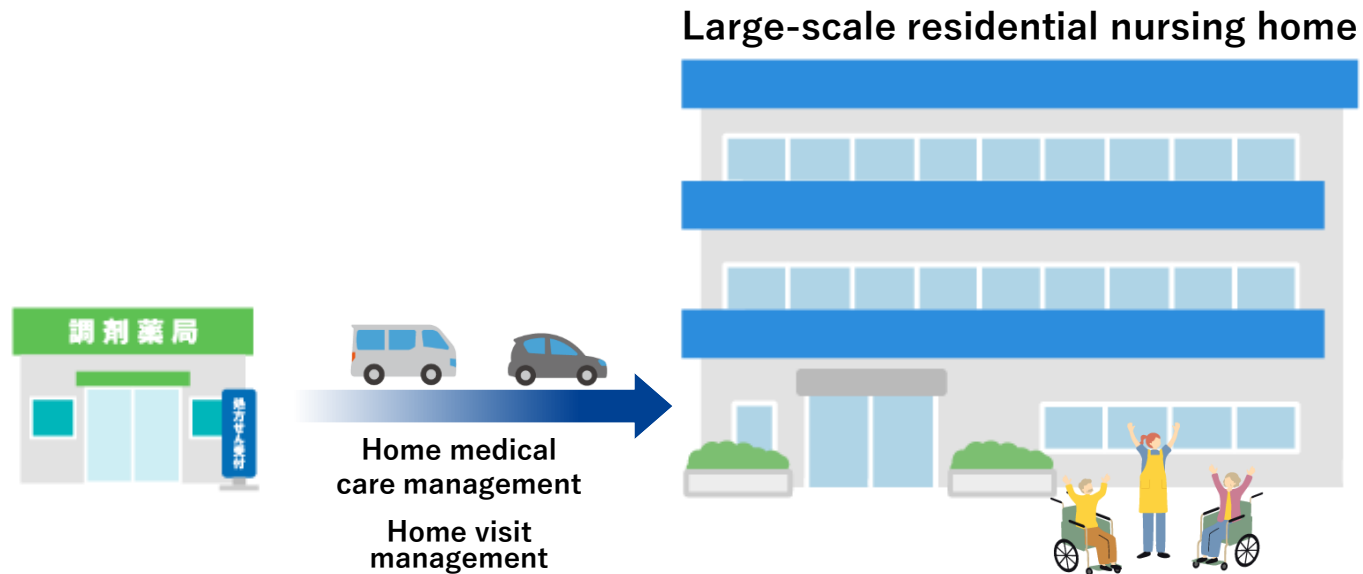 Large-scale residential nursing home
調剤薬局
処方せん受付
Home medical
care management
Home visit
management